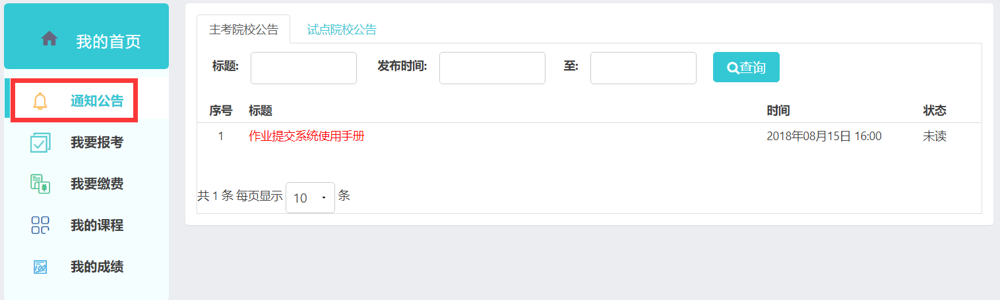 我的首页
通知公告
我要报考
我要缴费
我的课程
我的成绩
主考院校公告 试点院校公告
标题: 发布时间: 至: 查询
序号 标题 时间 状态
1 作业提交系统使用手册 2018年08月15日 16:00 未读
共 1 条 每页显示 10 条